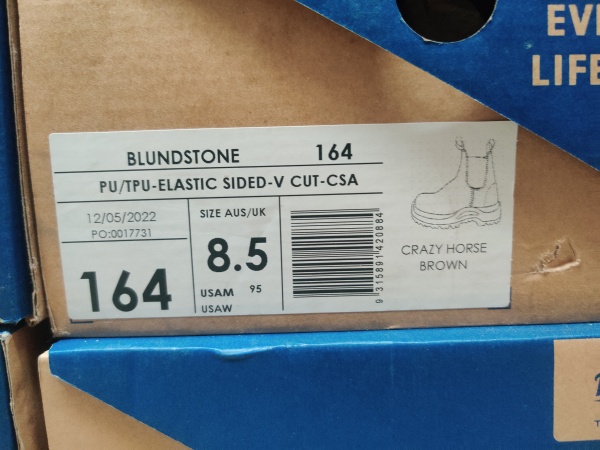 EV
LIFE
BLUNDSTONE 164
PU/TPU-ELASTIC SIDED-V CUT-CSA
12/05/2022
PO:0017731
164
SIZE AUS/UK
8.5
USAM 95
USAW
9 315891 420884
CRAZY HORSE
BROWN